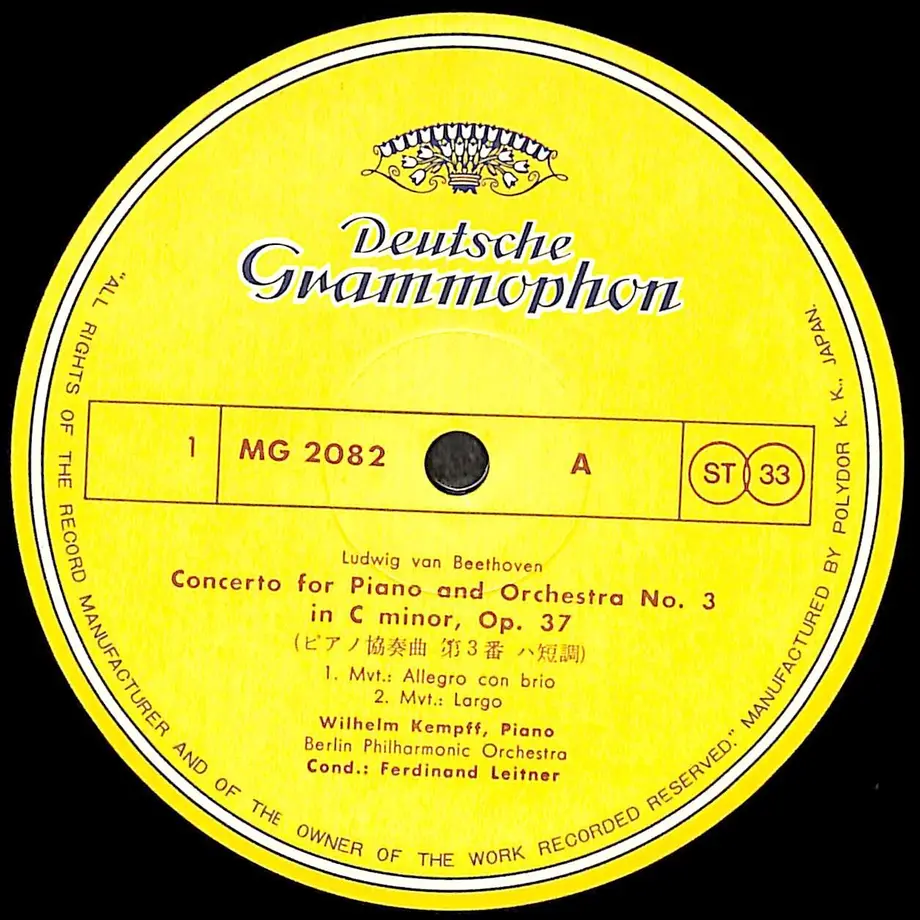 Deutsche
Grammophon
1 MG 2082 A ST 33
Ludwig van Beethoven
Concerto for Piano and Orchestra No. 3
in C minor, Op. 37
(ピアノ協奏曲 第3番 ハ短調)
1. Mvt.: Allegro con brio
2. Mvt.: Largo
Wilhelm Kempff, Piano
Berlin Philharmonic Orchestra
Cond.: Ferdinand Leitner
"ALL RIGHTS OF THE RECORD MANUFACTURER AND OF THE OWNER OF THE WORK RECORDED RESERVED." MANUFACTURED BY POLYDOR K. K., JAPAN.